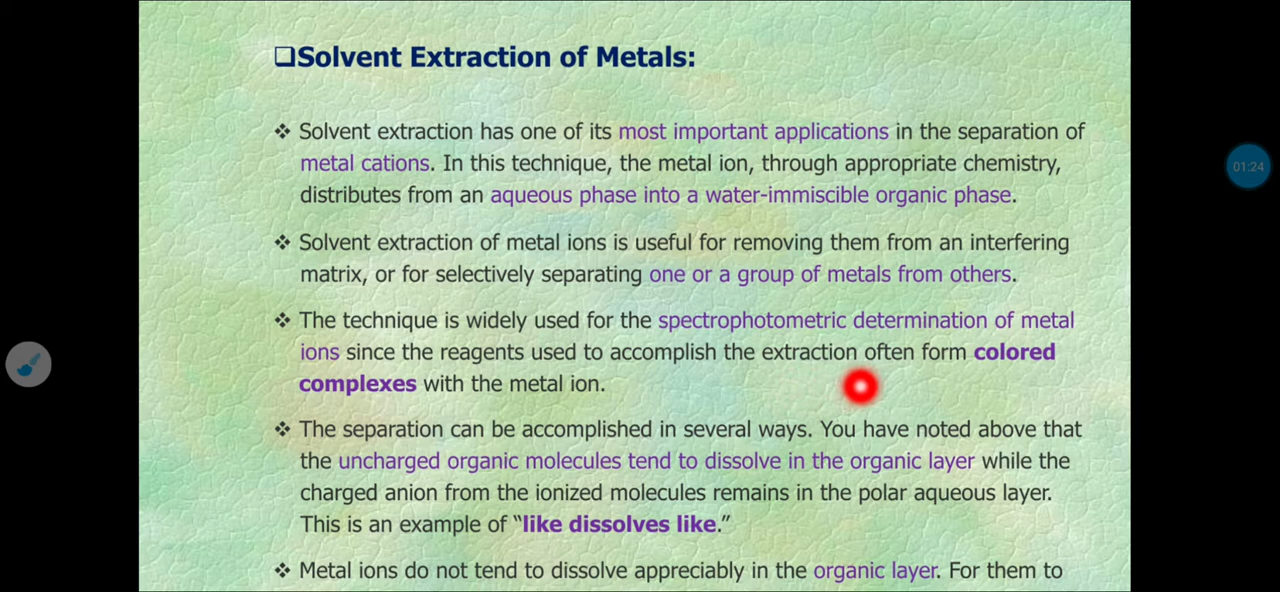 ❑Solvent Extraction of Metals:
❖ Solvent extraction has one of its most important applications in the separation of
metal cations. In this technique, the metal ion, through appropriate chemistry,
distributes from an aqueous phase into a water-immiscible organic phase.
❖ Solvent extraction of metal ions is useful for removing them from an interfering
matrix, or for selectively separating one or a group of metals from others.
❖ The technique is widely used for the spectrophotometric determination of metal
ions since the reagents used to accomplish the extraction often form colored
complexes with the metal ion.
❖ The separation can be accomplished in several ways. You have noted above that
the uncharged organic molecules tend to dissolve in the organic layer while the
charged anion from the ionized molecules remains in the polar aqueous layer.
This is an example of “like dissolves like.”
❖ Metal ions do not tend to dissolve appreciably in the organic layer. For them to
01:24